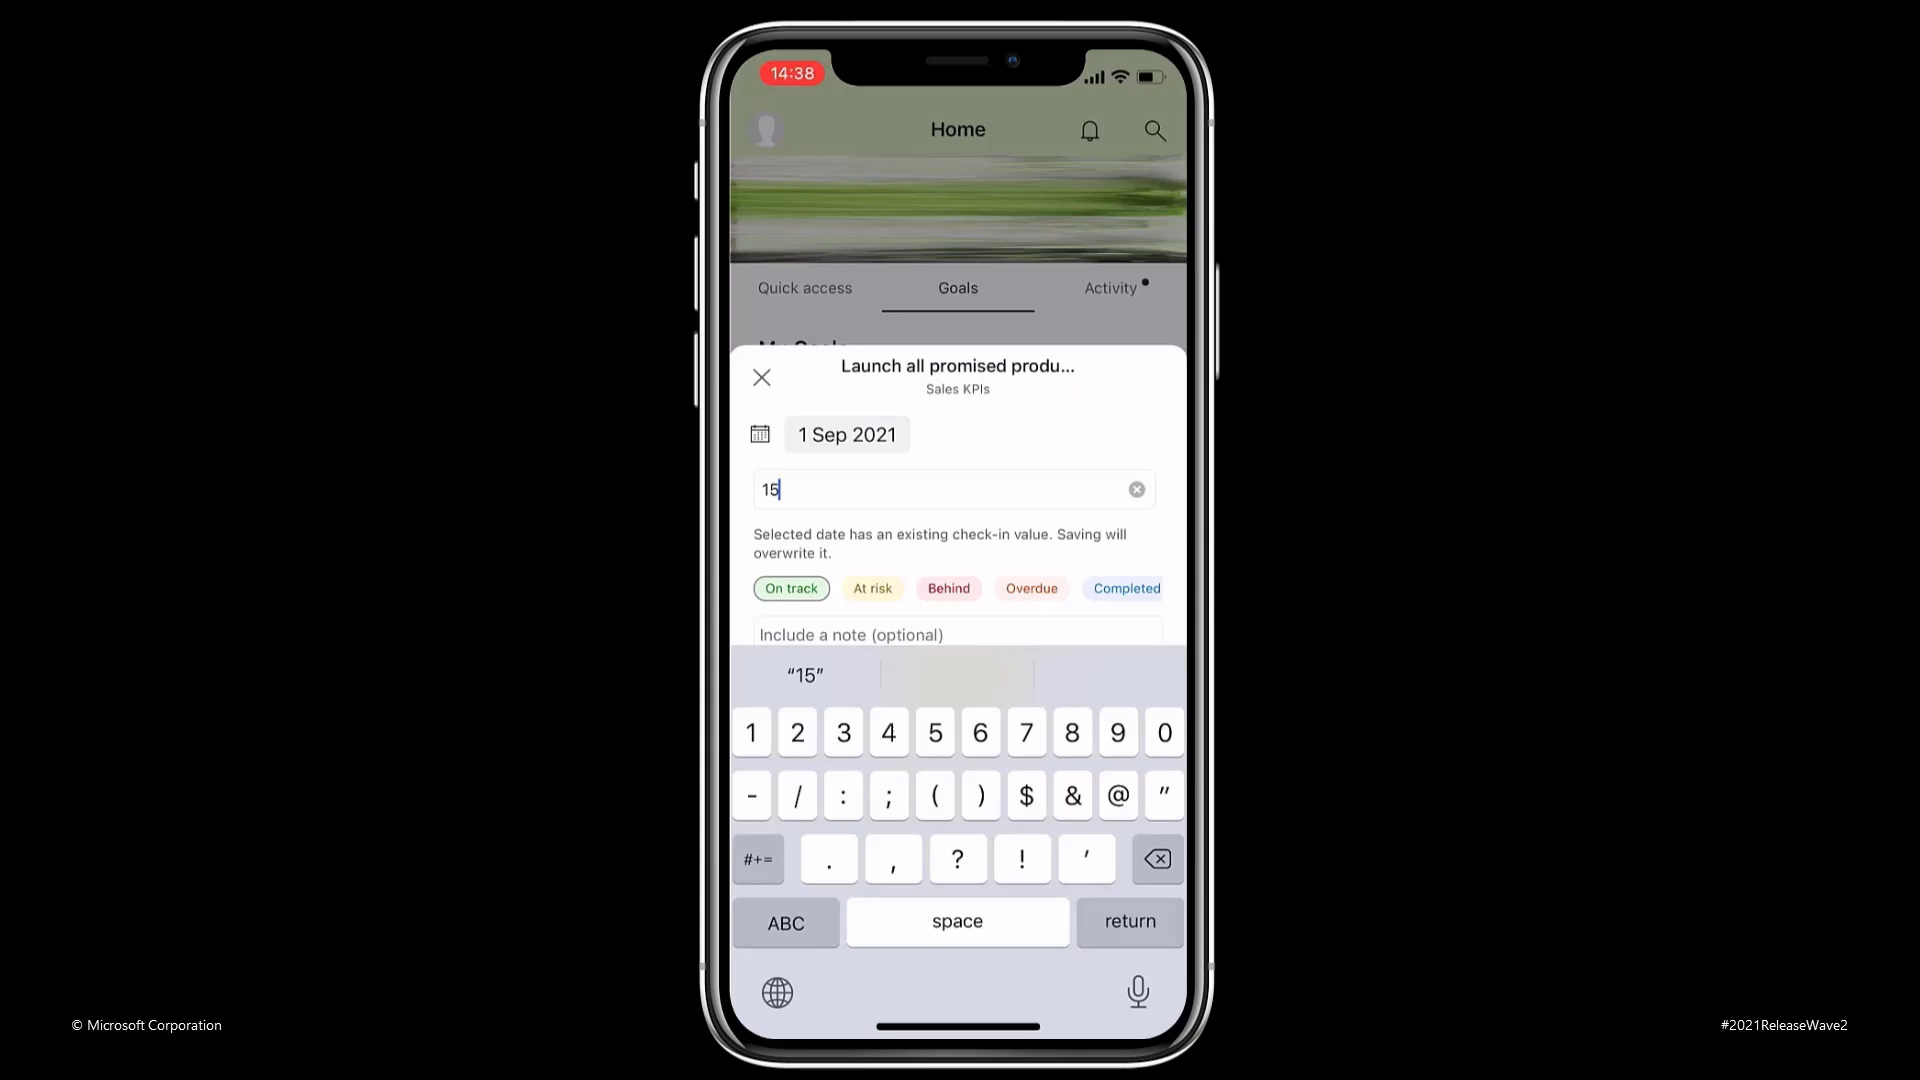 14:38
Home
Quick access
Goals
Activity
My Goals
Launch all promised produ...
Sales KPIs
1 Sep 2021
15
Selected date has an existing check-in value. Saving will
overwrite it.
On track
At risk
Behind
Overdue
Completed
Include a note (optional)
“15”
1 2 3 4 5 6 7 8 9 0
- / : ; ( ) $ & @ "
#+= . , ? ! '
ABC space return
© Microsoft Corporation
#2021ReleaseWave2